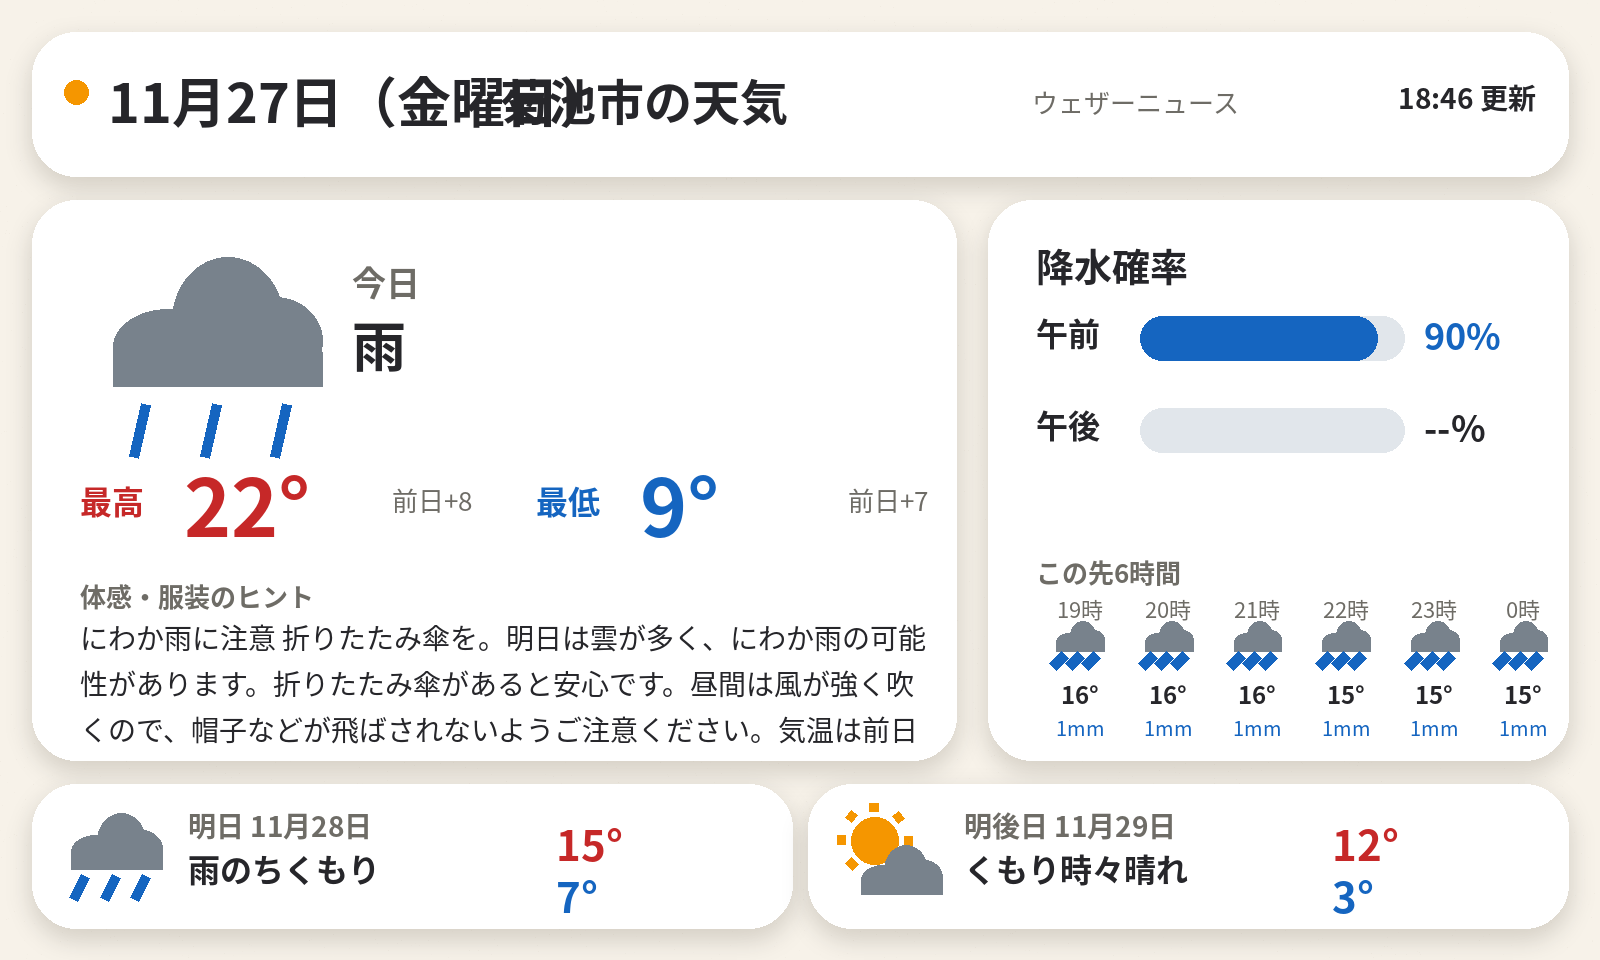 11月27日（金曜日）
菊池市の天気
ウェザーニュース
18:46 更新
今日
雨
最高 22° 前日+8 最低 9° 前日+7
体感・服装のヒント
にわか雨に注意 折りたたみ傘を。明日は雲が多く、にわか雨の可能
性があります。折りたたみ傘があると安心です。昼間は風が強く吹
くので、帽子などが飛ばされないようご注意ください。気温は前日
降水確率
午前 90%
午後 --%
この先6時間
19時 20時 21時 22時 23時 0時
16° 16° 16° 15° 15° 15°
1mm 1mm 1mm 1mm 1mm 1mm
明日 11月28日
雨のちくもり
15°
7°
明後日 11月29日
くもり時々晴れ
12°
3°